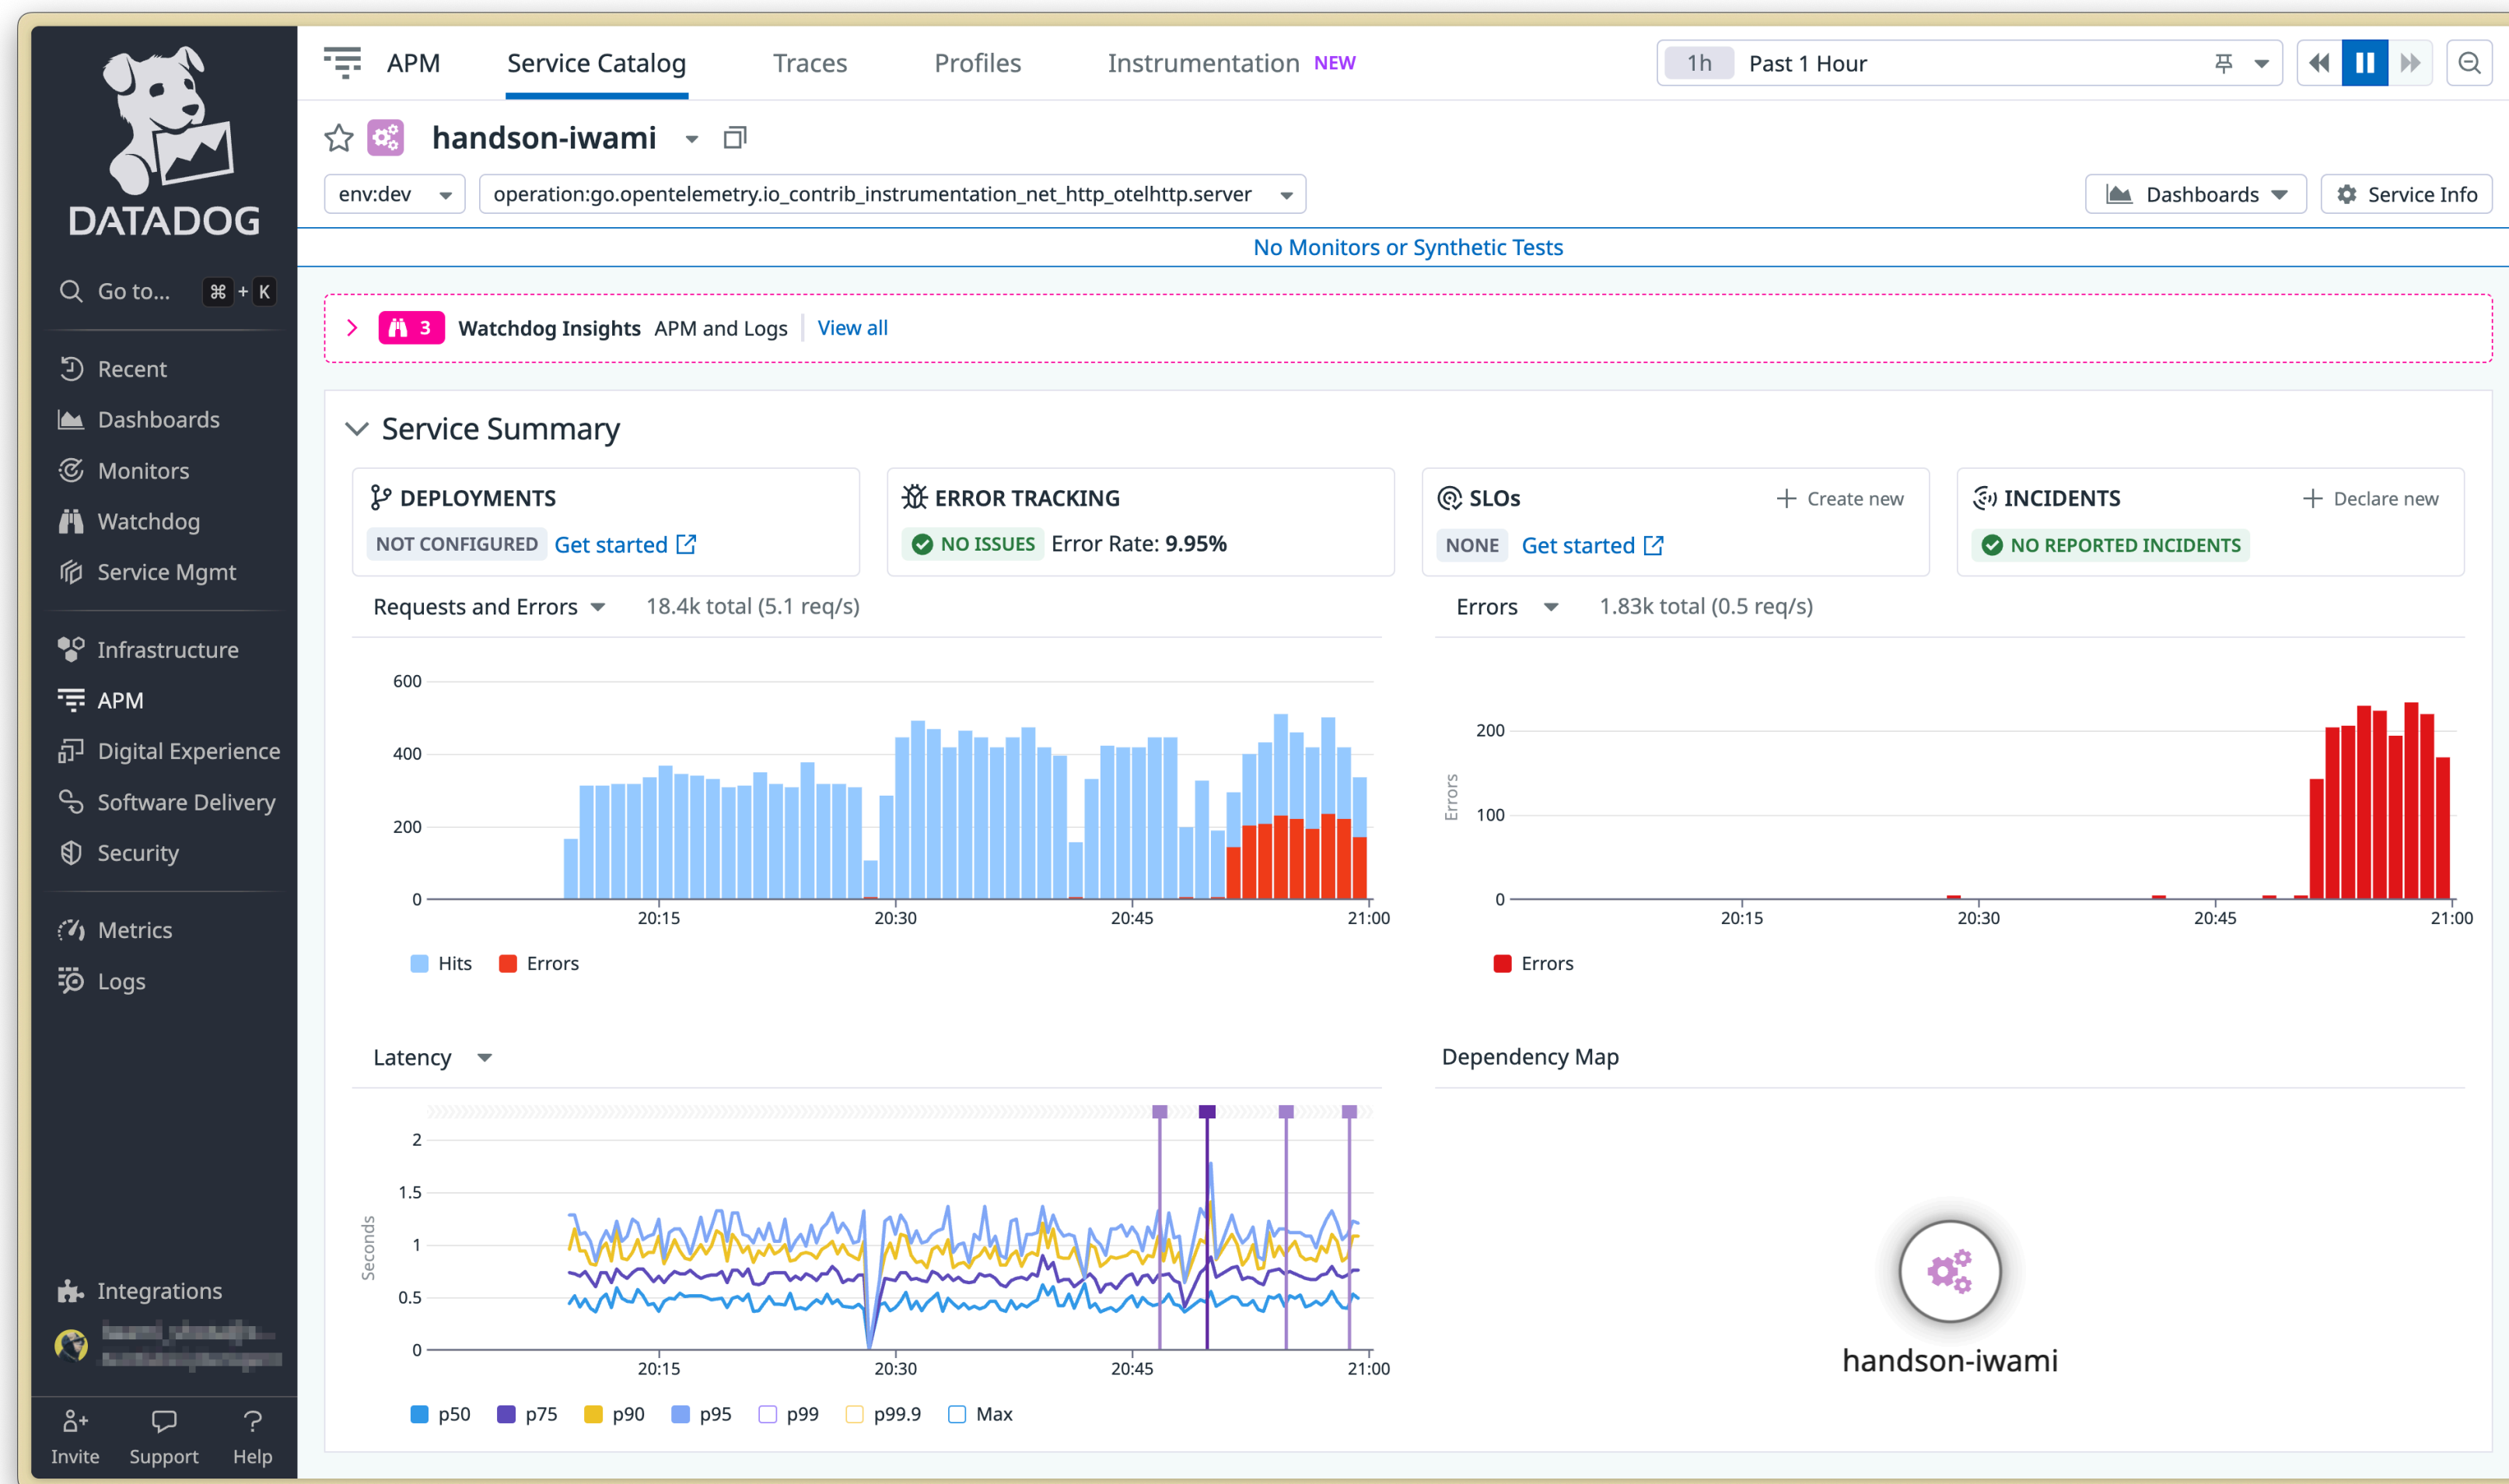 DATADOG
Go to... ⌘ + K
Recent
Dashboards
Monitors
Watchdog
Service Mgmt
Infrastructure
APM
Digital Experience
Software Delivery
Security
Metrics
Logs
Integrations
Invite Support Help
APM Service Catalog Traces Profiles Instrumentation NEW
1h Past 1 Hour
handson-iwami
env:dev operation:go.opentelemetry.io_contrib_instrumentation_net_http_otelhttp.server
Dashboards Service Info
No Monitors or Synthetic Tests
3 Watchdog Insights APM and Logs View all
Service Summary
DEPLOYMENTS
NOT CONFIGURED Get started
ERROR TRACKING
NO ISSUES Error Rate: 9.95%
SLOs + Create new
NONE Get started
INCIDENTS + Declare new
NO REPORTED INCIDENTS
Requests and Errors 18.4k total (5.1 req/s)
600
400
200
0
20:15 20:30 20:45 21:00
Hits Errors
Errors 1.83k total (0.5 req/s)
Errors
200
100
0
20:15 20:30 20:45 21:00
Errors
Latency
Seconds
2
1.5
1
0.5
0
20:15 20:30 20:45 21:00
p50 p75 p90 p95 p99 p99.9 Max
Dependency Map
handson-iwami